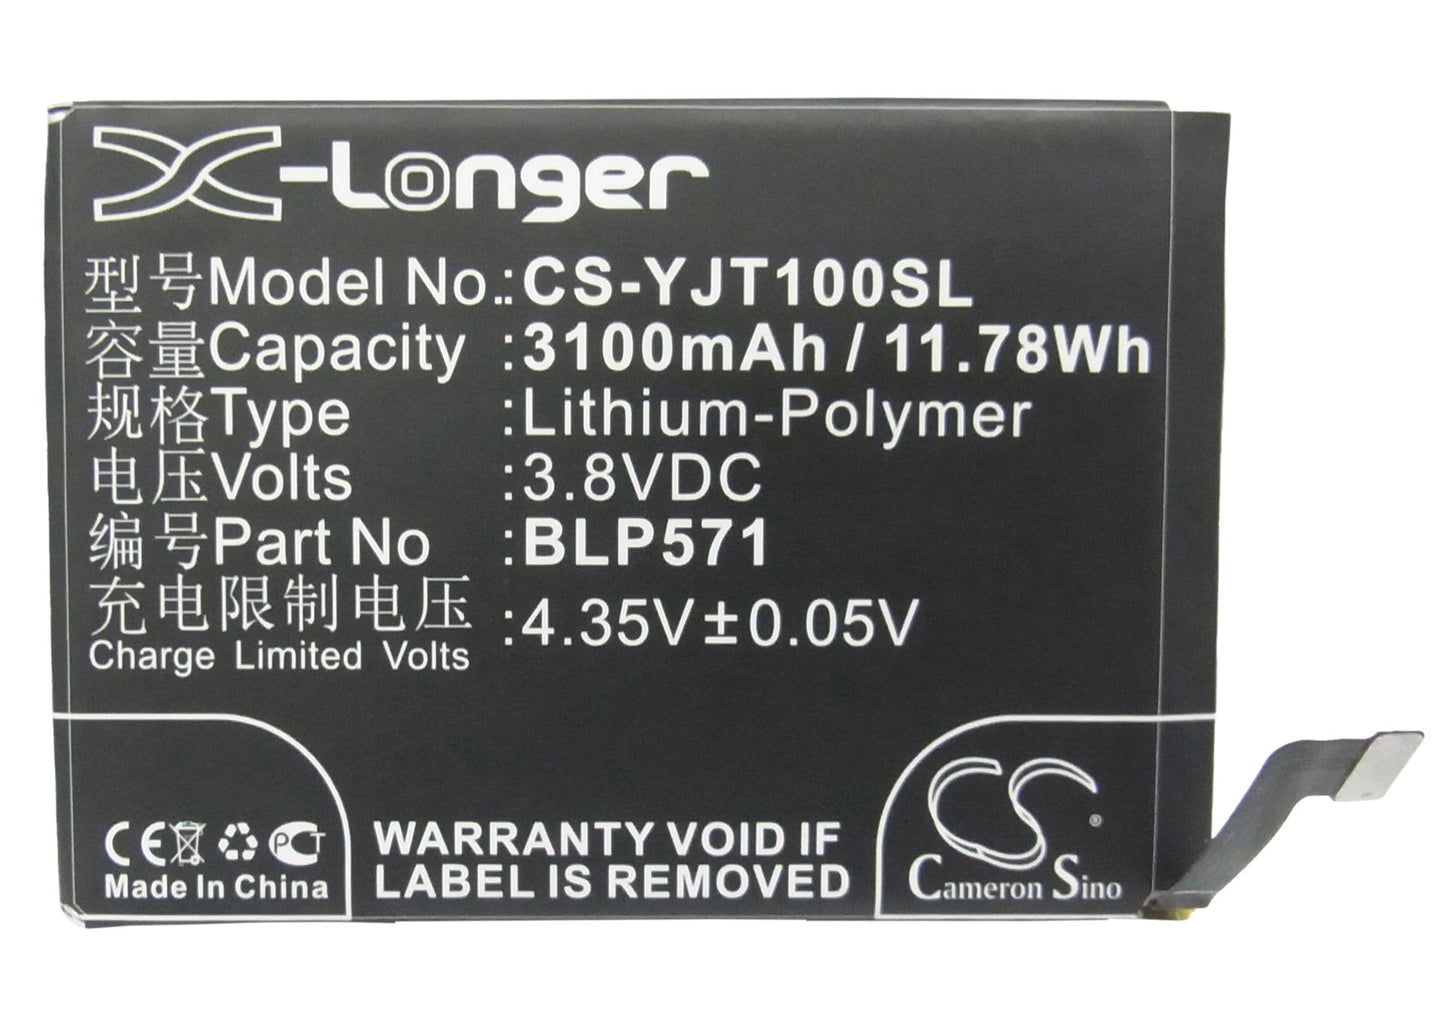 X-Longer
型号Model No.:CS-YJT100SL
容量Capacity :3100mAh / 11.78Wh
规格Type :Lithium-Polymer
电压Volts :3.8VDC
编号Part No :BLP571
充电限制电压 :4.35V±0.05V
Charge Limited Volts
CE PCT
Made In China
WARRANTY VOID IF
LABEL IS REMOVED
CS
Cameron Sino